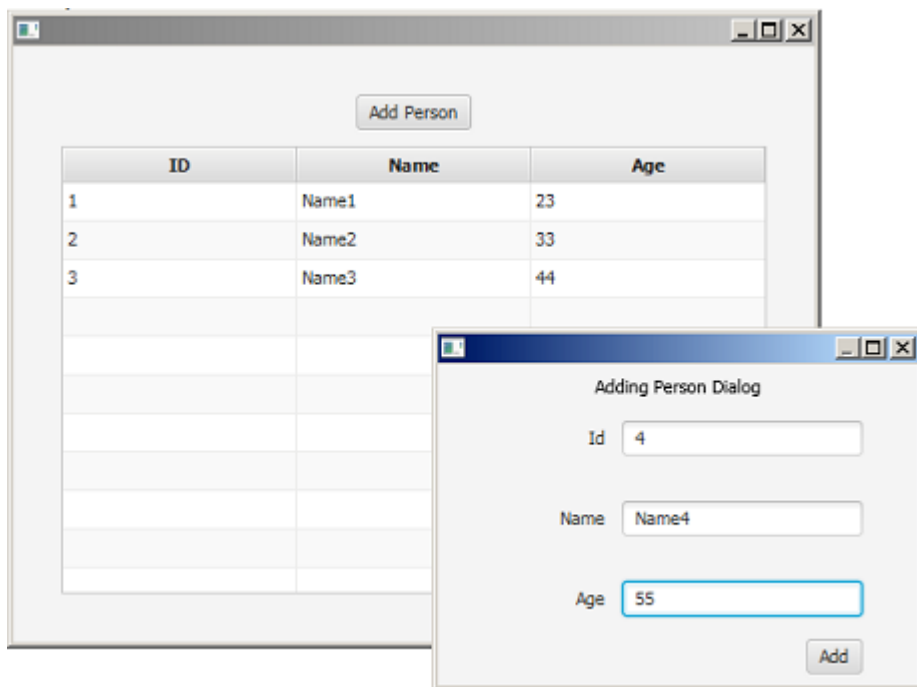 Add Person
ID Name Age
1 Name1 23
2 Name2 33
3 Name3 44
Adding Person Dialog
Id 4
Name Name4
Age 55
Add